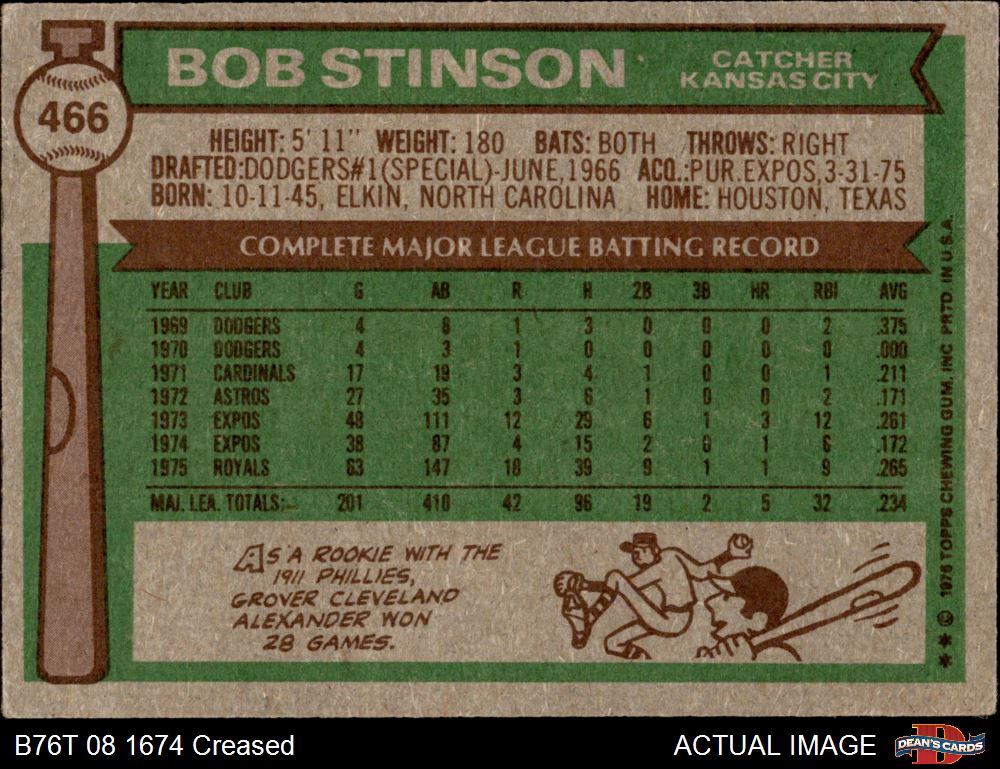 466
BOB STINSON
CATCHER
KANSAS CITY
HEIGHT: 5' 11" WEIGHT: 180 BATS: BOTH THROWS: RIGHT
DRAFTED:DODGERS#1(SPECIAL)-JUNE,1966 ACQ.:PUR.EXPOS,3-31-75
BORN: 10-11-45, ELKIN, NORTH CAROLINA HOME: HOUSTON, TEXAS
COMPLETE MAJOR LEAGUE BATTING RECORD
YEAR CLUB G AB R H 2B 3B HR RBI AVG
1969 DODGERS 4 8 1 3 0 0 0 2 .375
1970 DODGERS 4 3 1 0 0 0 0 0 .000
1971 CARDINALS 17 19 3 4 1 0 0 1 .211
1972 ASTROS 27 35 3 6 1 0 0 2 .171
1973 EXPOS 48 111 12 29 6 1 3 12 .261
1974 EXPOS 38 87 4 15 2 0 1 6 .172
1975 ROYALS 63 147 18 39 9 1 1 9 .265
MAJ. LEA. TOTALS:- 201 410 42 96 19 2 5 32 .234
AS A ROOKIE WITH THE
1911 PHILLIES,
GROVER CLEVELAND
ALEXANDER WON
28 GAMES.
** © 1976 TOPPS CHEWING GUM, INC PRTD. IN U.S.A.
B76T 08 1674 Creased
ACTUAL IMAGE
D
DEAN'S CARDS